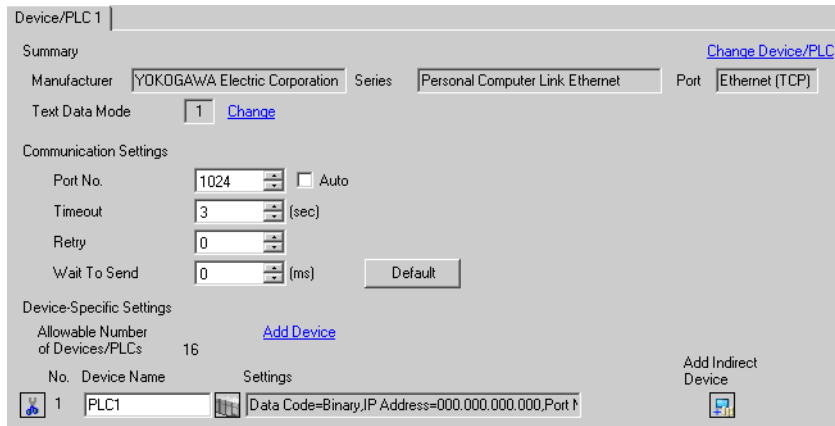 Device/PLC 1
Summary Change Device/PLC
Manufacturer YOKOGAWA Electric Corporation Series Personal Computer Link Ethernet Port Ethernet (TCP)
Text Data Mode 1 Change
Communication Settings
Port No. 1024 Auto
Timeout 3 (sec)
Retry 0
Wait To Send 0 (ms) Default
Device-Specific Settings
Allowable Number Add Device
of Devices/PLCs 16
Add Indirect
No. Device Name Settings Device
1 PLC1 Data Code=Binary,IP Address=000.000.000.000,Port